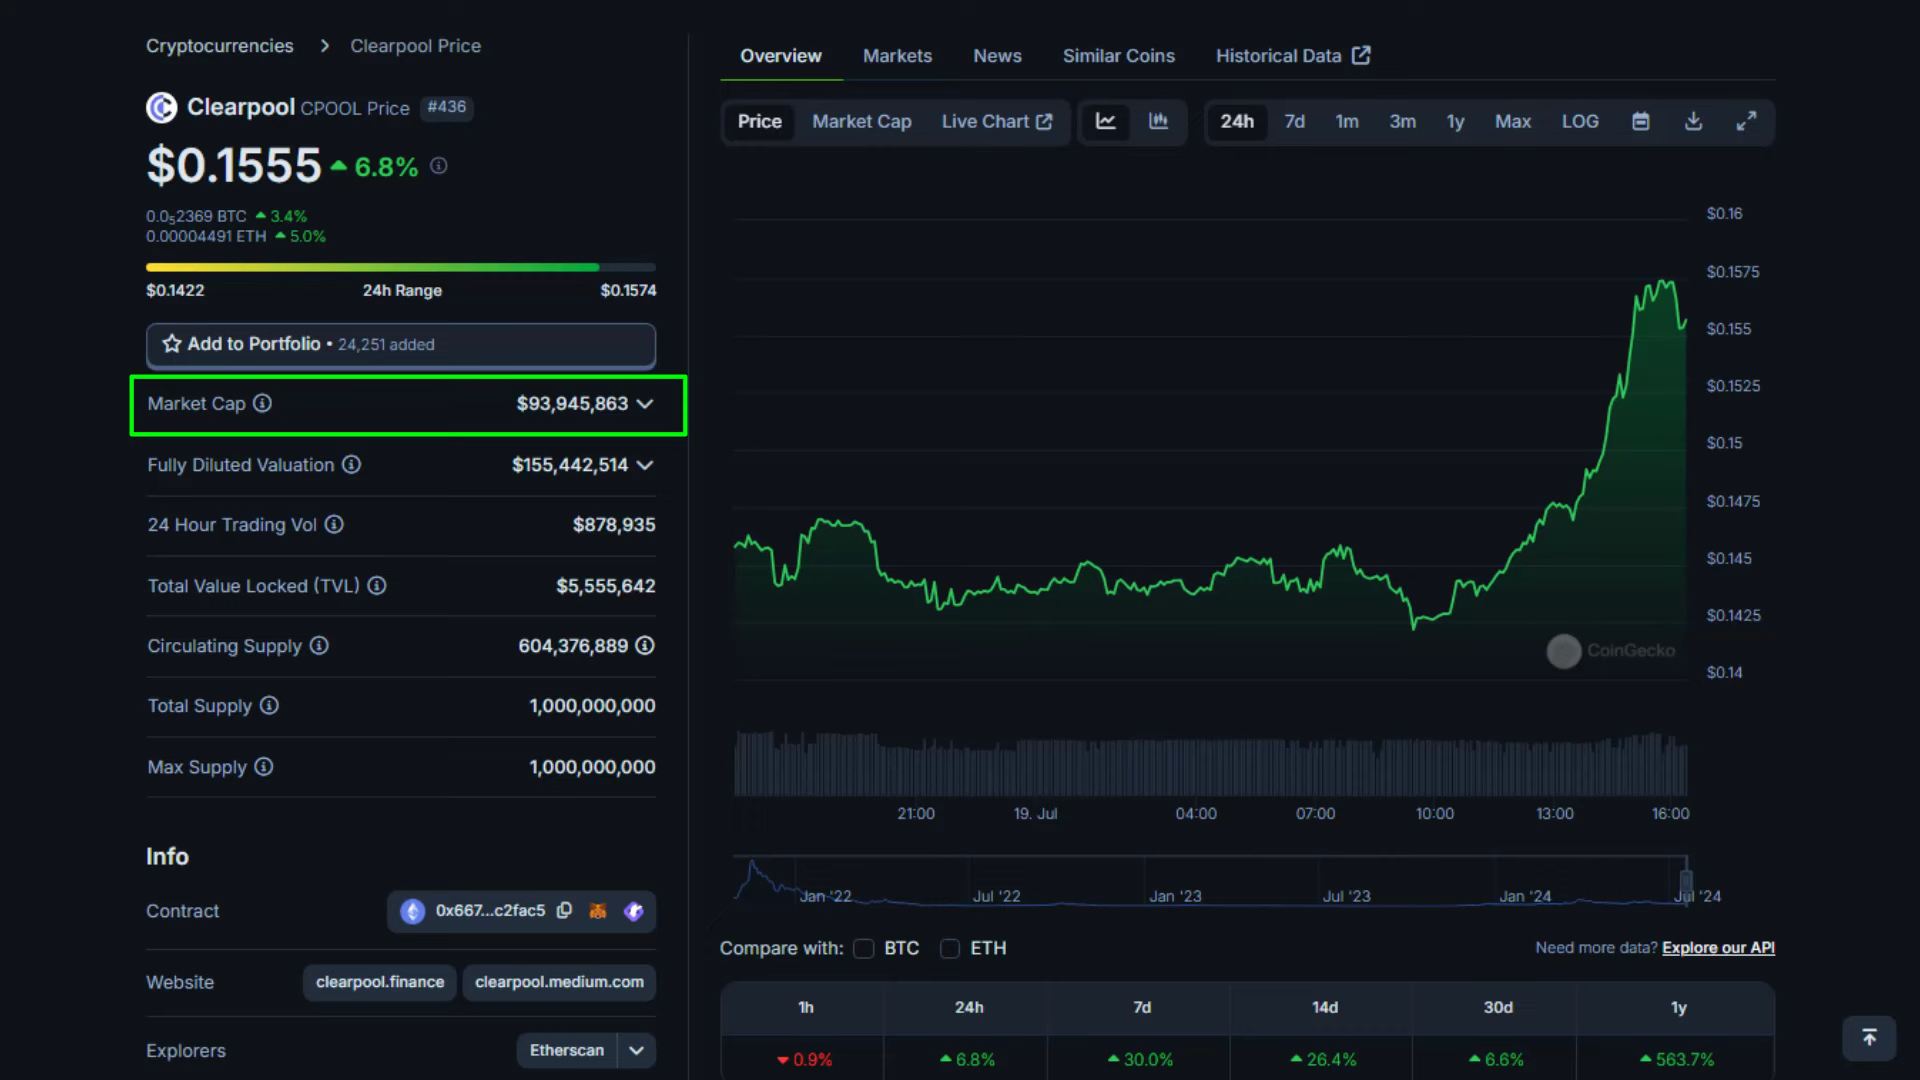 Cryptocurrencies > Clearpool Price
Clearpool CPOOL Price #436
$0.1555 6.8%
0.0₅2369 BTC 3.4%
0.00004491 ETH 5.0%
$0.1422 24h Range $0.1574
Add to Portfolio • 24,251 added
Market Cap $93,945,863
Fully Diluted Valuation $155,442,514
24 Hour Trading Vol $878,935
Total Value Locked (TVL) $5,555,642
Circulating Supply 604,376,889
Total Supply 1,000,000,000
Max Supply 1,000,000,000
Info
Contract 0x667...c2fac5
Website clearpool.finance clearpool.medium.com
Explorers Etherscan
Overview Markets News Similar Coins Historical Data
Price Market Cap Live Chart 24h 7d 1m 3m 1y Max LOG
$0.16
$0.1575
$0.155
$0.1525
$0.15
$0.1475
$0.145
$0.1425
$0.14
CoinGecko
21:00 19. Jul 04:00 07:00 10:00 13:00 16:00
Jan '22 Jul '22 Jan '23 Jul '23 Jan '24 Jul '24
Compare with: BTC ETH
Need more data? Explore our API
1h 24h 7d 14d 30d 1y
0.9% 6.8% 30.0% 26.4% 6.6% 563.7%